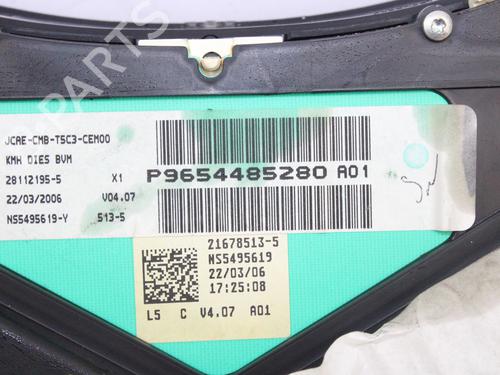 PARTS
JCAE-CMB-T5C3-CEM00
KMH DIES BVM
28112195-5 X1
22/03/2006 V04.07
NS5495619-Y 513-5
P9654485280 A01
21678513-5
NS5495619
22/03/06
17:25:08
L5 C V4.07 A01